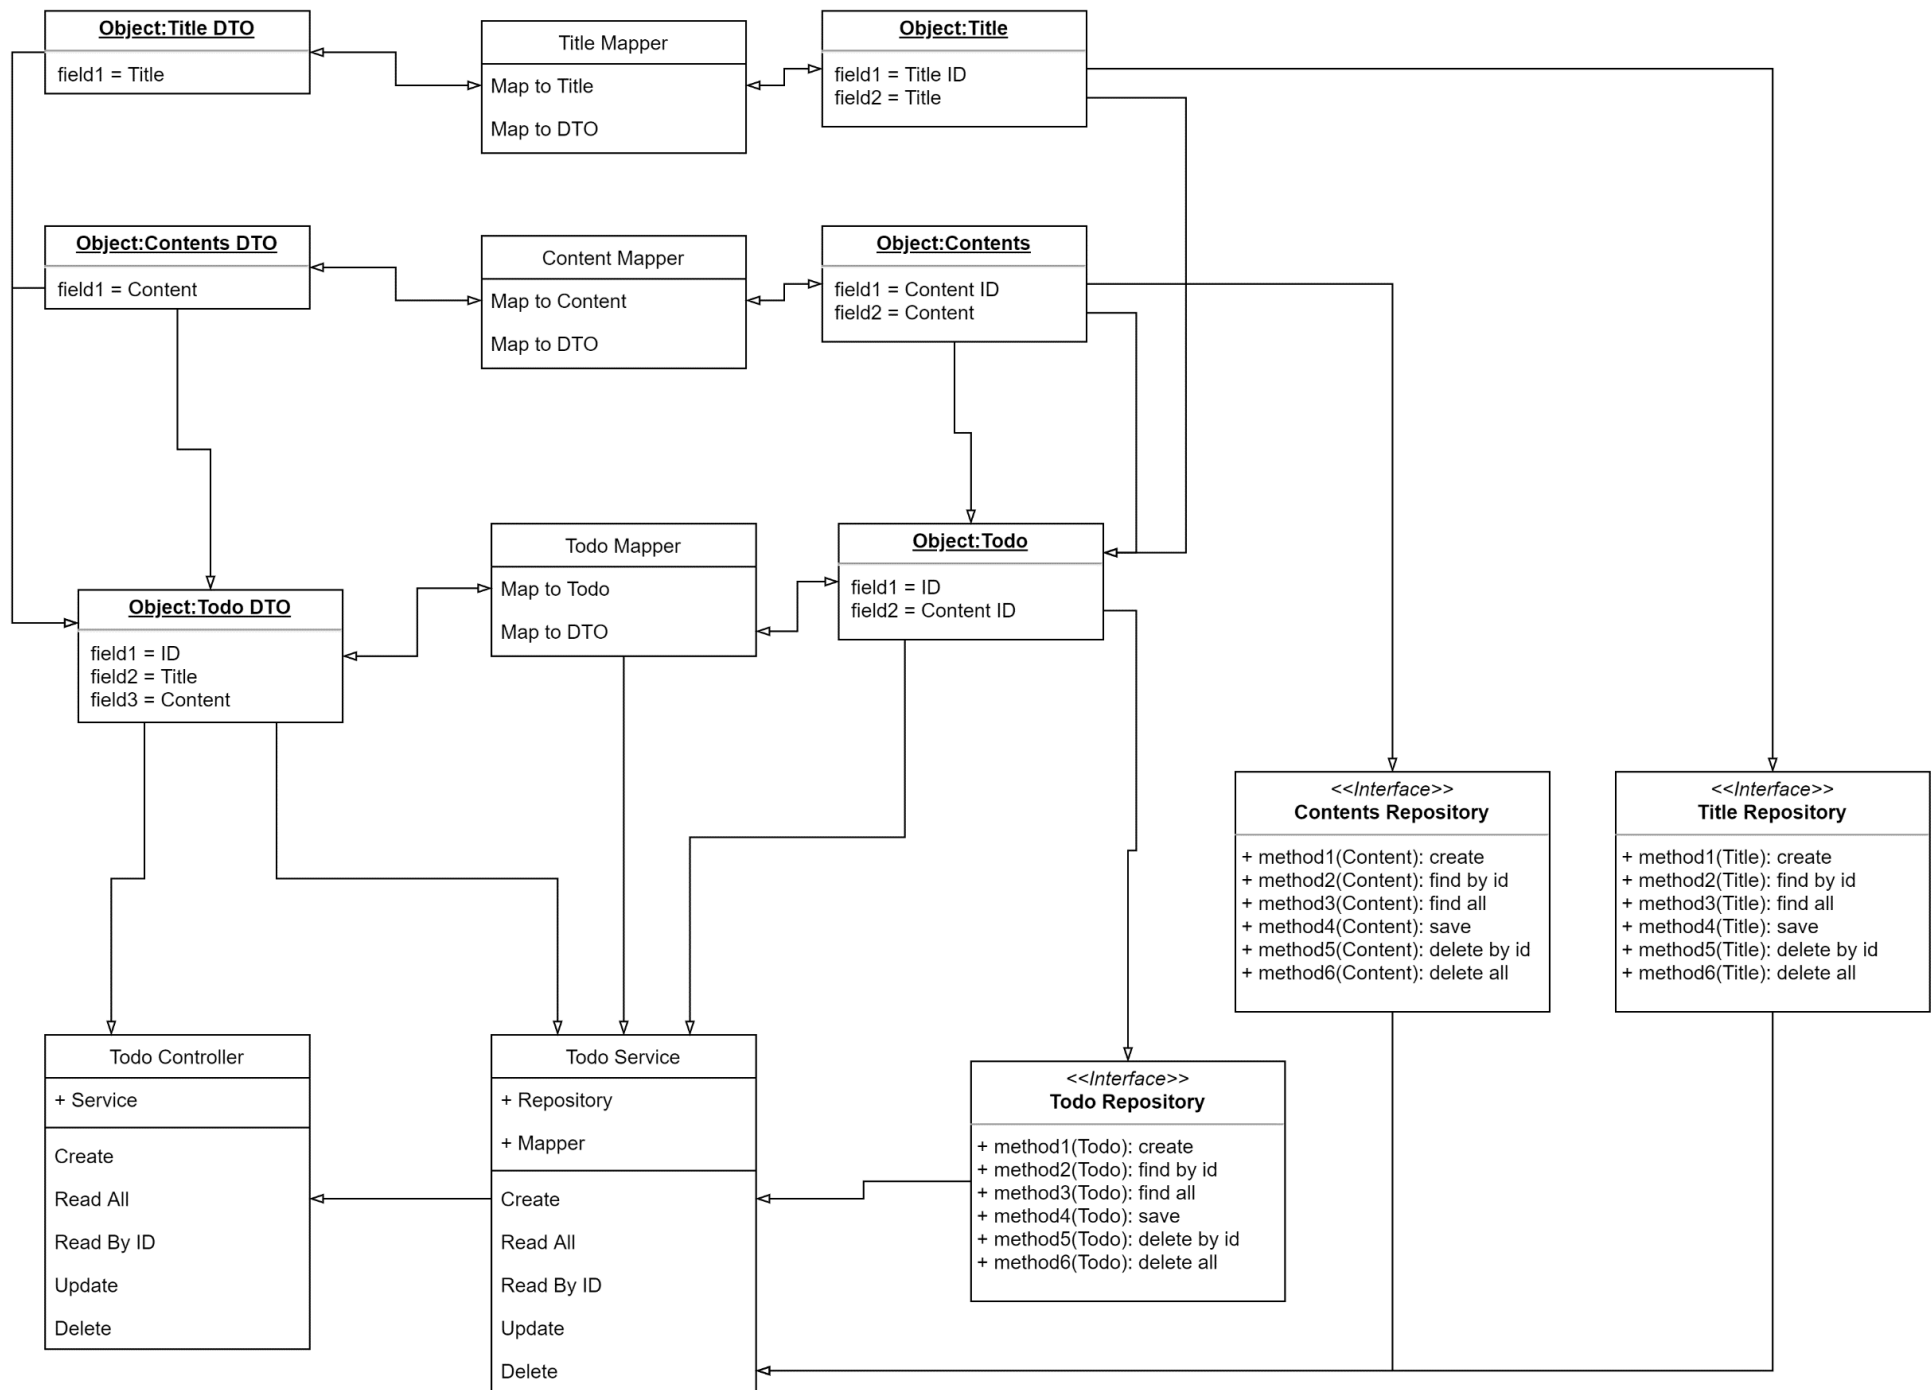 Object:Title DTO
field1 = Title
Title Mapper
Map to Title
Map to DTO
Object:Title
field1 = Title ID
field2 = Title
Object:Contents DTO
field1 = Content
Content Mapper
Map to Content
Map to DTO
Object:Contents
field1 = Content ID
field2 = Content
Object:Todo DTO
field1 = ID
field2 = Title
field3 = Content
Todo Mapper
Map to Todo
Map to DTO
Object:Todo
field1 = ID
field2 = Content ID
<<Interface>>
Contents Repository
+ method1(Content): create
+ method2(Content): find by id
+ method3(Content): find all
+ method4(Content): save
+ method5(Content): delete by id
+ method6(Content): delete all
<<Interface>>
Title Repository
+ method1(Title): create
+ method2(Title): find by id
+ method3(Title): find all
+ method4(Title): save
+ method5(Title): delete by id
+ method6(Title): delete all
Todo Controller
+ Service
Create
Read All
Read By ID
Update
Delete
Todo Service
+ Repository
+ Mapper
Create
Read All
Read By ID
Update
Delete
<<Interface>>
Todo Repository
+ method1(Todo): create
+ method2(Todo): find by id
+ method3(Todo): find all
+ method4(Todo): save
+ method5(Todo): delete by id
+ method6(Todo): delete all